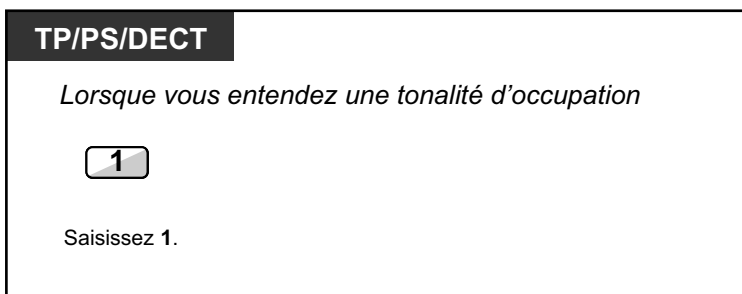 TP/PS/DECT
Lorsque vous entendez une tonalité d’occupation
1
Saisissez 1.